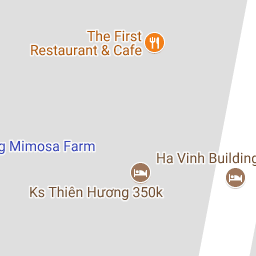 The First
Restaurant & Cafe
g Mimosa Farm
Ha Vinh Building
Ks Thiên Hương 350k